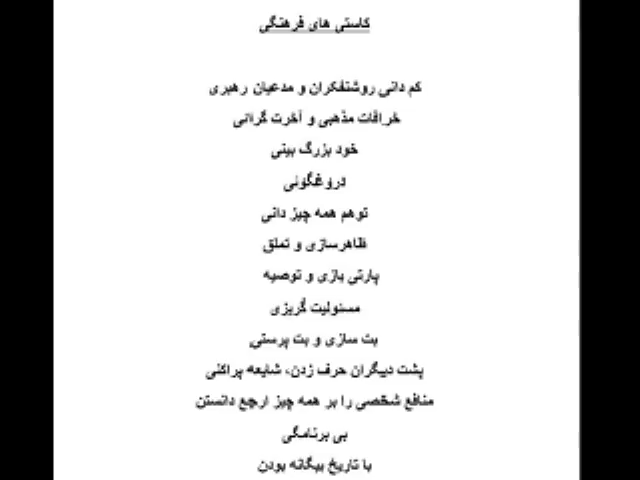 کاستی های فرهنگی
کم دانی روشنفکران و مدعیان رهبری
خرافات مذهبی و آخرت گرائی
خود بزرگ بینی
دروغگوئی
توهم همه چیز دانی
ظاهرسازی و تملق
پارتی بازی و توصیه
مسئولیت گریزی
بت سازی و بت پرستی
پشت دیگران حرف زدن، شایعه پراکنی
منافع شخصی را بر همه چیز ارجع دانستن
بی برنامگی
با تاریخ بیگانه بودن